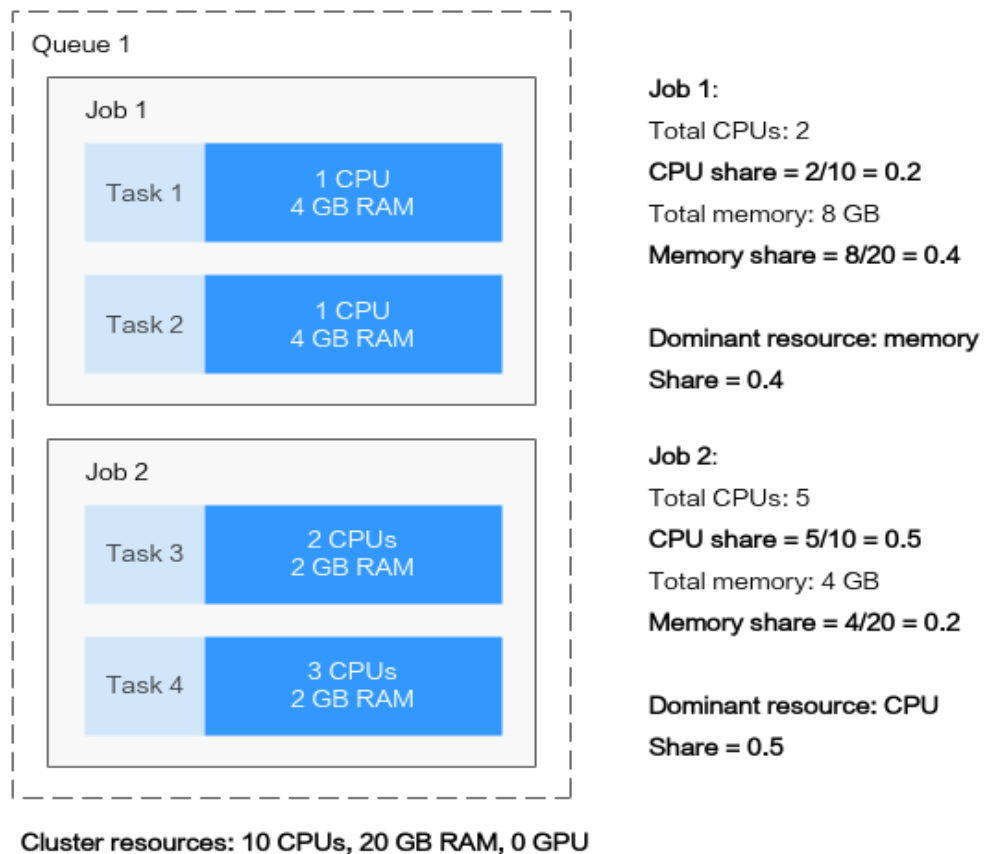 Queue 1
Job 1
Task 1
1 CPU
4 GB RAM
Task 2
1 CPU
4 GB RAM
Job 2
Task 3
2 CPUs
2 GB RAM
Task 4
3 CPUs
2 GB RAM
Job 1:
Total CPUs: 2
CPU share = 2/10 = 0.2
Total memory: 8 GB
Memory share = 8/20 = 0.4
Dominant resource: memory
Share = 0.4
Job 2:
Total CPUs: 5
CPU share = 5/10 = 0.5
Total memory: 4 GB
Memory share = 4/20 = 0.2
Dominant resource: CPU
Share = 0.5
Cluster resources: 10 CPUs, 20 GB RAM, 0 GPU